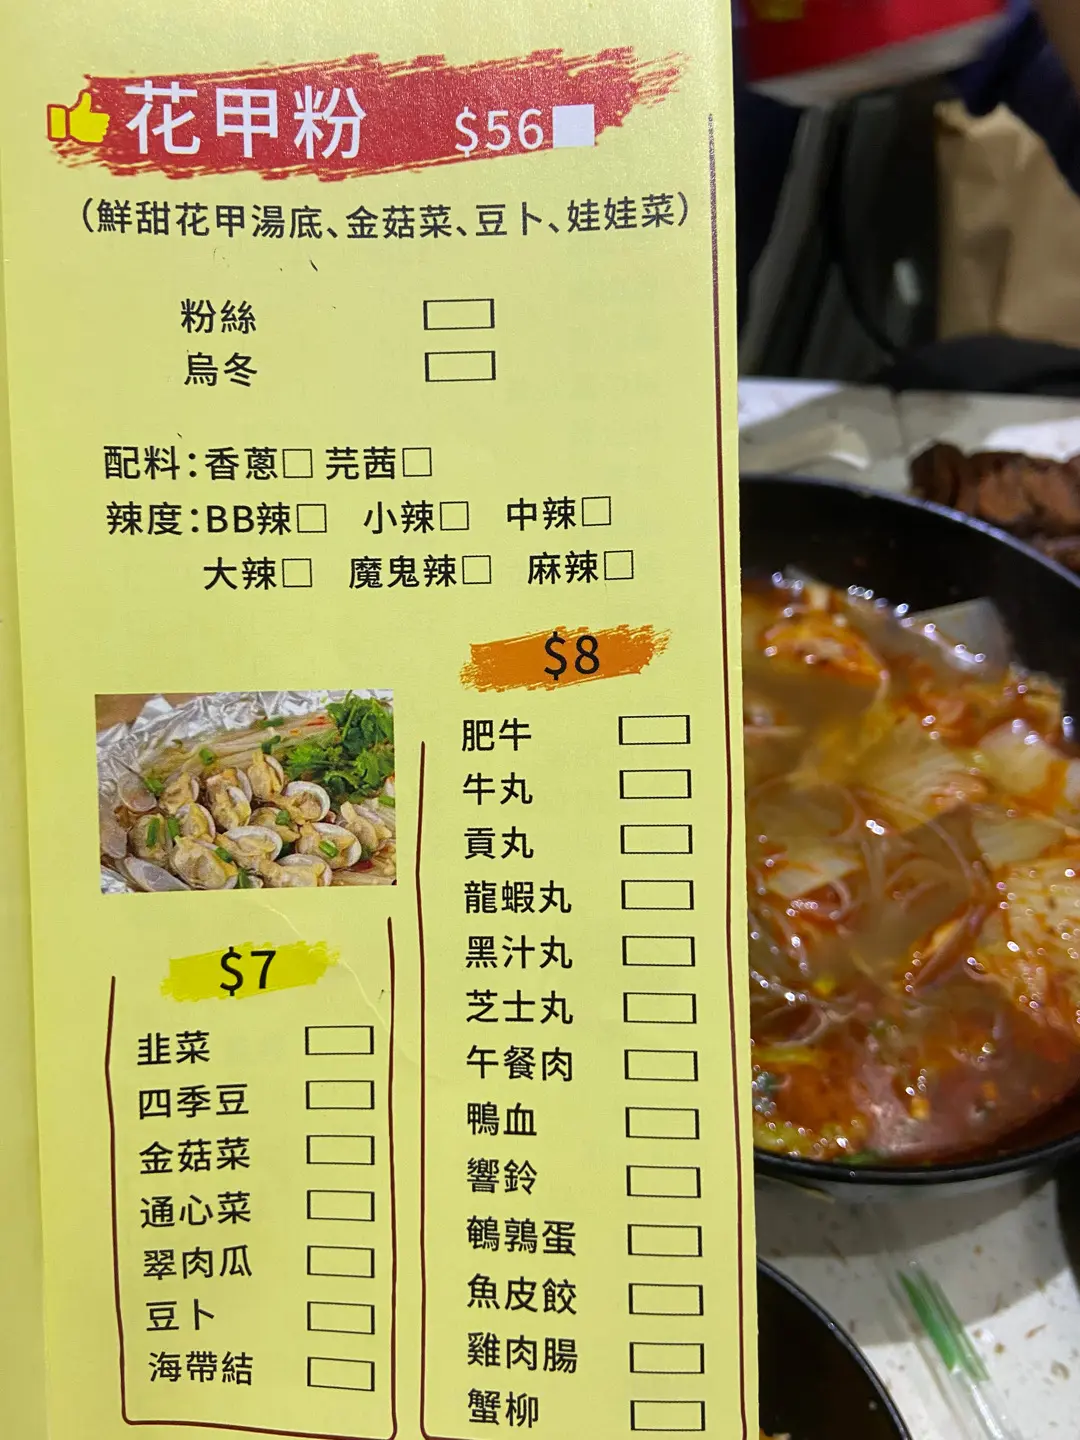 花甲粉 $56
(鮮甜花甲湯底、金菇菜、豆卜、娃娃菜)
粉絲
烏冬
配料:香蔥□ 芫茜□
辣度:BB辣□ 小辣□ 中辣□
大辣□ 魔鬼辣□ 麻辣□
$8
肥牛
牛丸
貢丸
龍蝦丸
黑汁丸
芝士丸
午餐肉
鴨血
響鈴
鵪鶉蛋
魚皮餃
雞肉腸
蟹柳
$7
韭菜
四季豆
金菇菜
通心菜
翠肉瓜
豆卜
海帶結